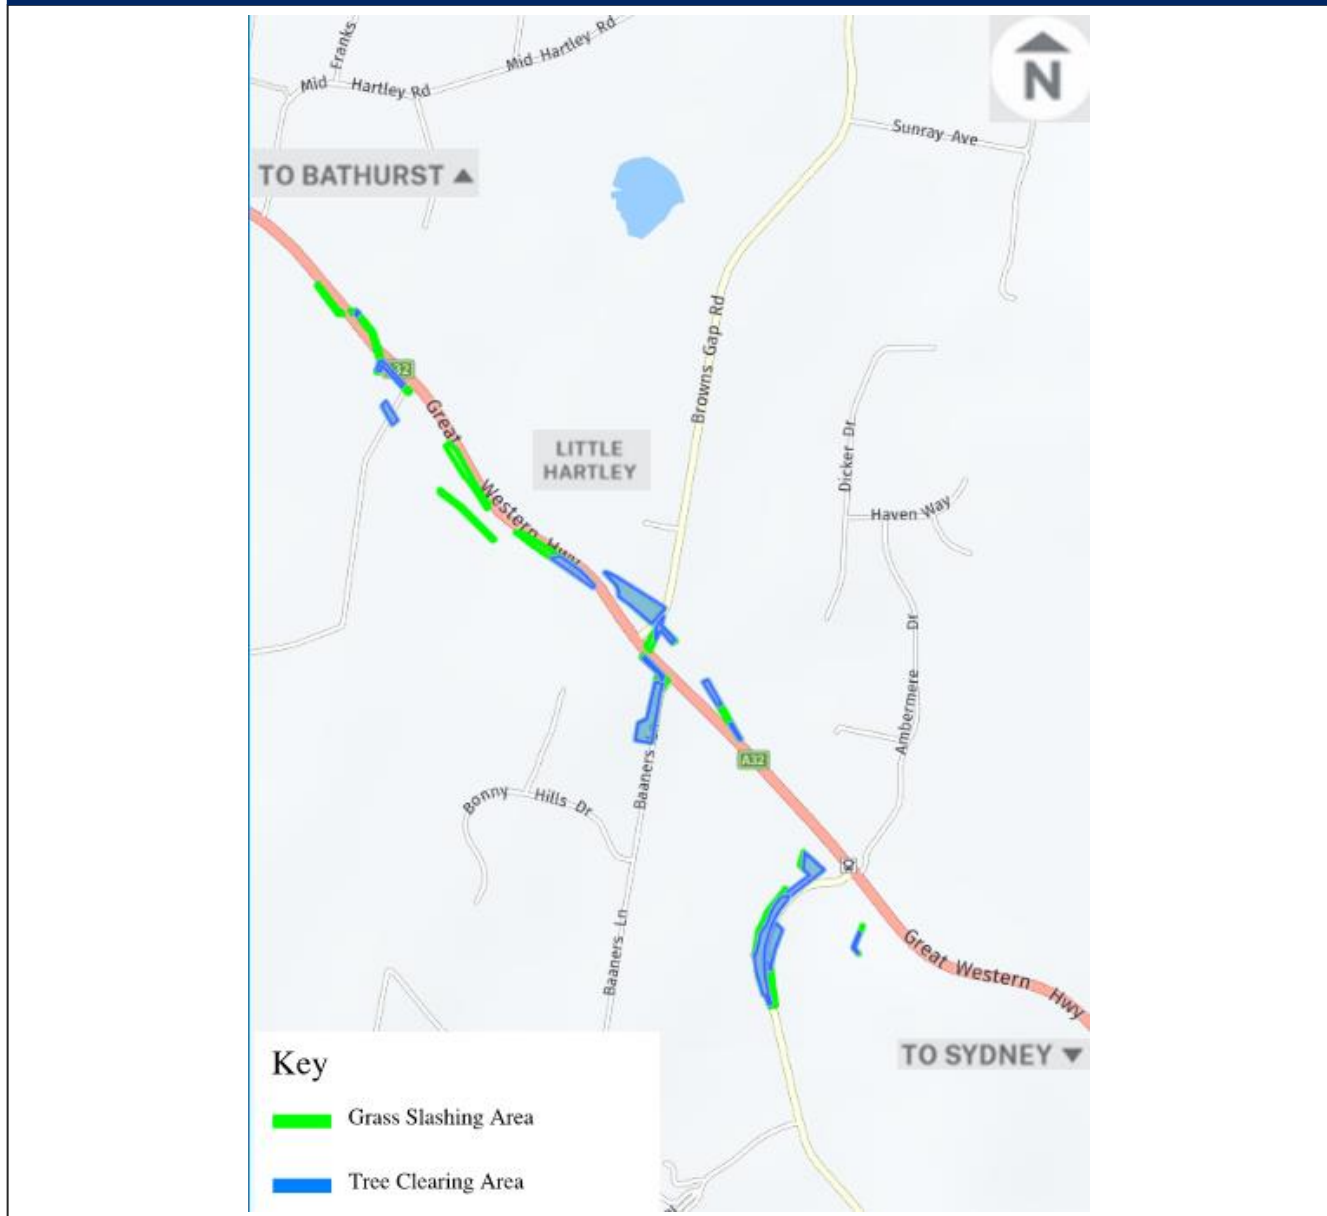 Franks
Mid Hartley Rd
Mid Hartley Rd
N
Sunray Ave
TO BATHURST
Browns Gap Rd
A32
Great Western Hwy
LITTLE
HARTLEY
Dicker Dr
Haven Way
Ambermere Dr
A32
Baaners
Bonny Hills Dr
Baaners Ln
Great Western Hwy
TO SYDNEY
Key
Grass Slashing Area
Tree Clearing Area